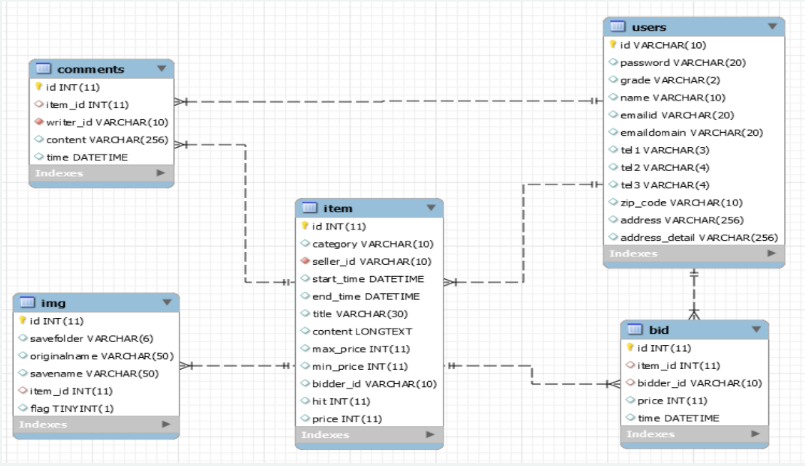 comments
id INT(11)
item_id INT(11)
writer_id VARCHAR(10)
content VARCHAR(256)
time DATETIME
Indexes
users
id VARCHAR(10)
password VARCHAR(20)
grade VARCHAR(2)
name VARCHAR(10)
emailid VARCHAR(20)
emaildomain VARCHAR(20)
tel1 VARCHAR(3)
tel2 VARCHAR(4)
tel3 VARCHAR(4)
zip_code VARCHAR(10)
address VARCHAR(256)
address_detail VARCHAR(256)
Indexes
item
id INT(11)
category VARCHAR(10)
seller_id VARCHAR(10)
start_time DATETIME
end_time DATETIME
title VARCHAR(30)
content LONGTEXT
max_price INT(11)
min_price INT(11)
bidder_id VARCHAR(10)
hit INT(11)
price INT(11)
Indexes
img
id INT(11)
savefolder VARCHAR(6)
originalname VARCHAR(50)
savename VARCHAR(50)
item_id INT(11)
flag TINYINT(1)
Indexes
bid
id INT(11)
item_id INT(11)
bidder_id VARCHAR(10)
price INT(11)
time DATETIME
Indexes